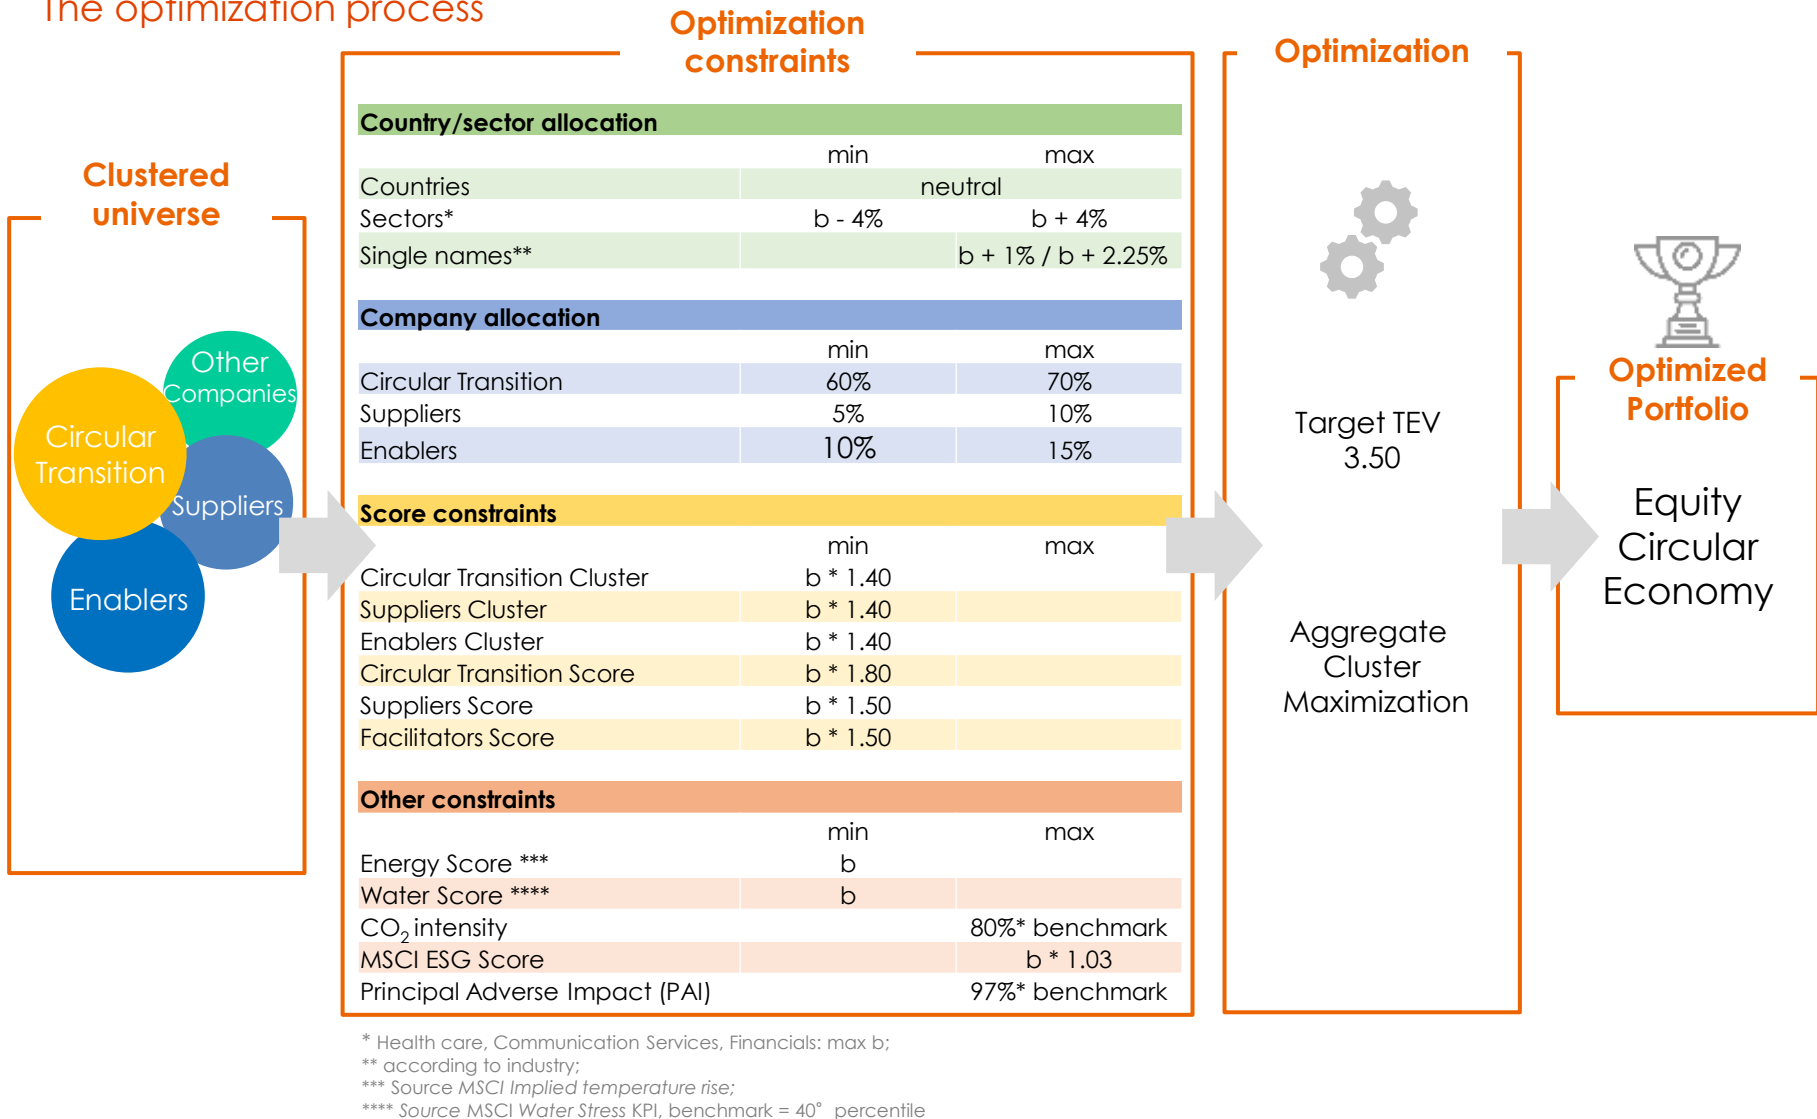 The optimization process
Clustered
universe
Other
Companies
Circular
Transition
Suppliers
Enablers
Optimization
constraints
Country/sector allocation
min max
Countries neutral
Sectors* b - 4% b + 4%
Single names** b + 1% / b + 2.25%
Company allocation
min max
Circular Transition 60% 70%
Suppliers 5% 10%
Enablers 10% 15%
Score constraints
min max
Circular Transition Cluster b * 1.40
Suppliers Cluster b * 1.40
Enablers Cluster b * 1.40
Circular Transition Score b * 1.80
Suppliers Score b * 1.50
Facilitators Score b * 1.50
Other constraints
min max
Energy Score *** b
Water Score **** b
CO₂ intensity 80%* benchmark
MSCI ESG Score b * 1.03
Principal Adverse Impact (PAI) 97%* benchmark
* Health care, Communication Services, Financials: max b;
** according to industry;
*** Source MSCI Implied temperature rise;
**** Source MSCI Water Stress KPI, benchmark = 40° percentile
Optimization
Target TEV
3.50
Aggregate
Cluster
Maximization
Optimized
Portfolio
Equity
Circular
Economy